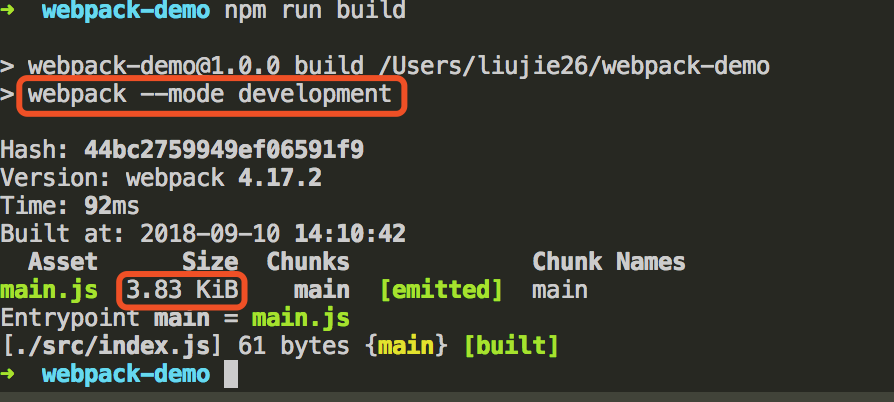 → webpack-demo npm run build
> webpack-demo@1.0.0 build /Users/liujie26/webpack-demo
> webpack --mode development
Hash: 44bc2759949ef06591f9
Version: webpack 4.17.2
Time: 92ms
Built at: 2018-09-10 14:10:42
Asset Size Chunks Chunk Names
main.js 3.83 KiB main [emitted] main
Entrypoint main = main.js
[./src/index.js] 61 bytes {main} [built]
→ webpack-demo